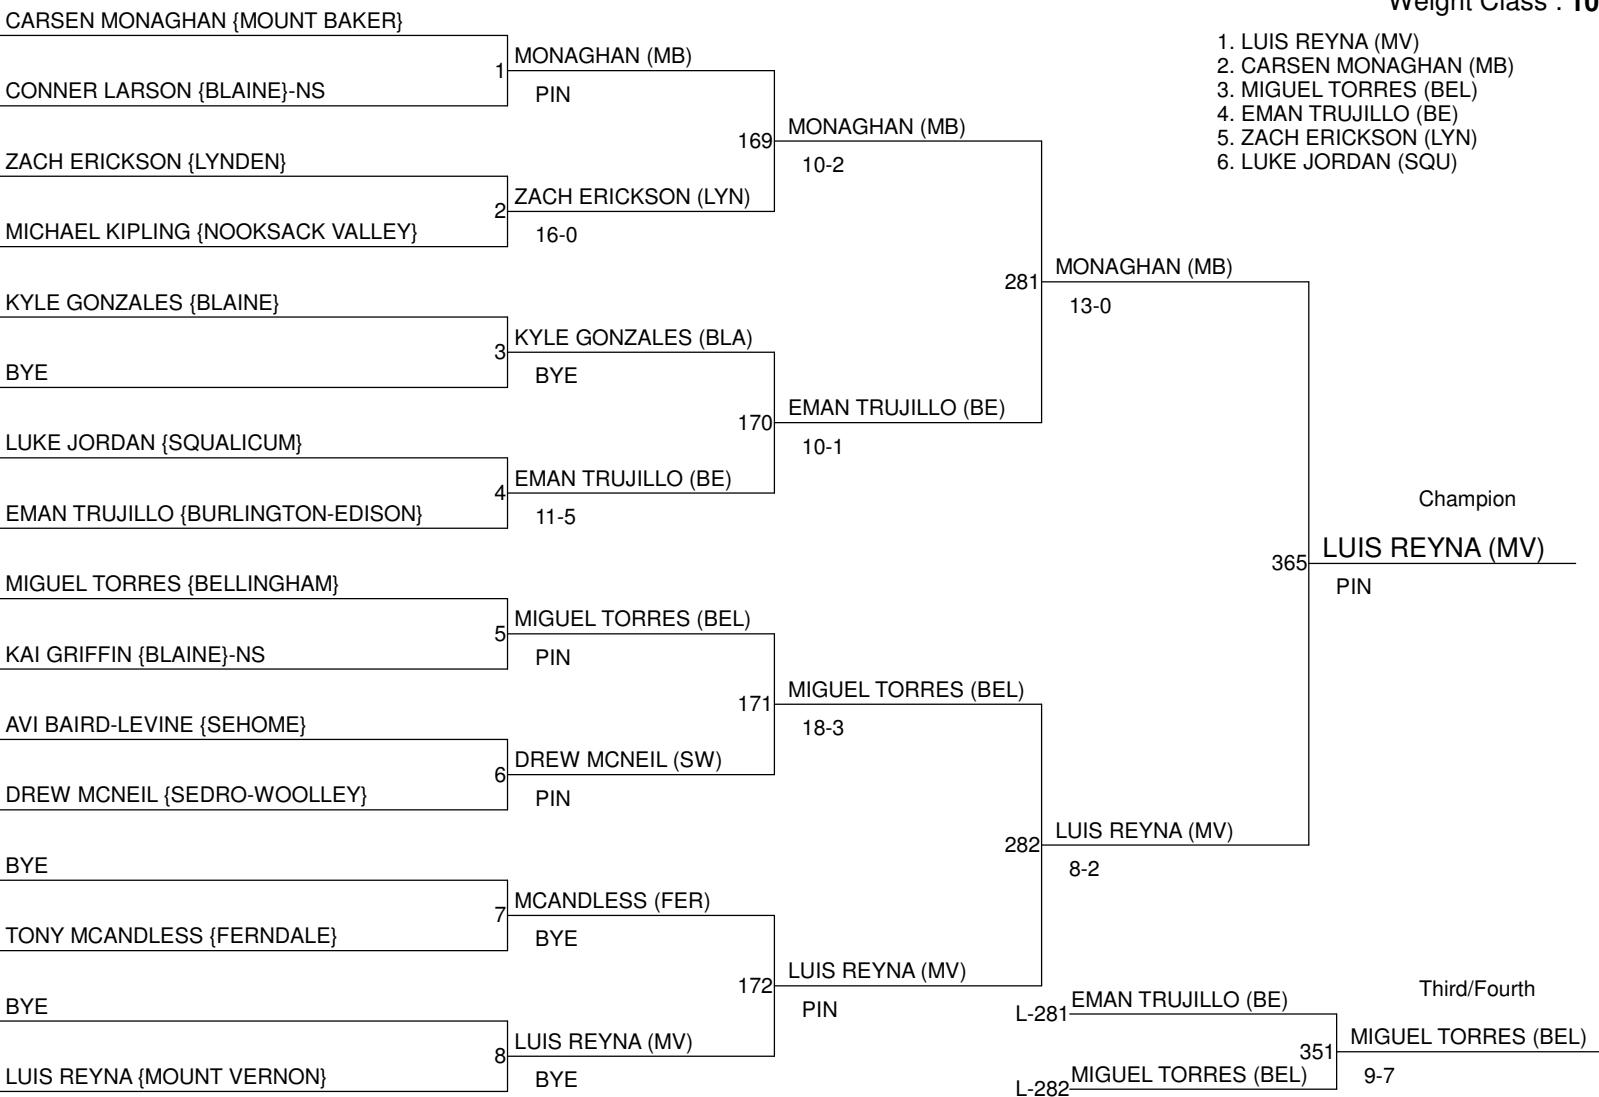 Weight Class : 10
CARSEN MONAGHAN {MOUNT BAKER}
1. LUIS REYNA (MV)
2. CARSEN MONAGHAN (MB)
3. MIGUEL TORRES (BEL)
4. EMAN TRUJILLO (BE)
5. ZACH ERICKSON (LYN)
6. LUKE JORDAN (SQU)
MONAGHAN (MB)
1
PIN
CONNER LARSON {BLAINE}-NS
MONAGHAN (MB)
169
10-2
ZACH ERICKSON {LYNDEN}
ZACH ERICKSON (LYN)
2
16-0
MICHAEL KIPLING {NOOKSACK VALLEY}
MONAGHAN (MB)
281
13-0
KYLE GONZALES {BLAINE}
KYLE GONZALES (BLA)
3
BYE
BYE
EMAN TRUJILLO (BE)
170
10-1
LUKE JORDAN {SQUALICUM}
EMAN TRUJILLO (BE)
4
11-5
EMAN TRUJILLO {BURLINGTON-EDISON}
Champion
LUIS REYNA (MV)
365
PIN
MIGUEL TORRES {BELLINGHAM}
MIGUEL TORRES (BEL)
5
PIN
KAI GRIFFIN {BLAINE}-NS
MIGUEL TORRES (BEL)
171
18-3
AVI BAIRD-LEVINE {SEHOME}
DREW MCNEIL (SW)
6
PIN
DREW MCNEIL {SEDRO-WOOLLEY}
LUIS REYNA (MV)
282
8-2
BYE
MCANDLESS (FER)
7
BYE
TONY MCANDLESS {FERNDALE}
LUIS REYNA (MV)
172
PIN
BYE
LUIS REYNA (MV)
8
BYE
LUIS REYNA {MOUNT VERNON}
Third/Fourth
L-281 EMAN TRUJILLO (BE)
MIGUEL TORRES (BEL)
351
9-7
L-282 MIGUEL TORRES (BEL)